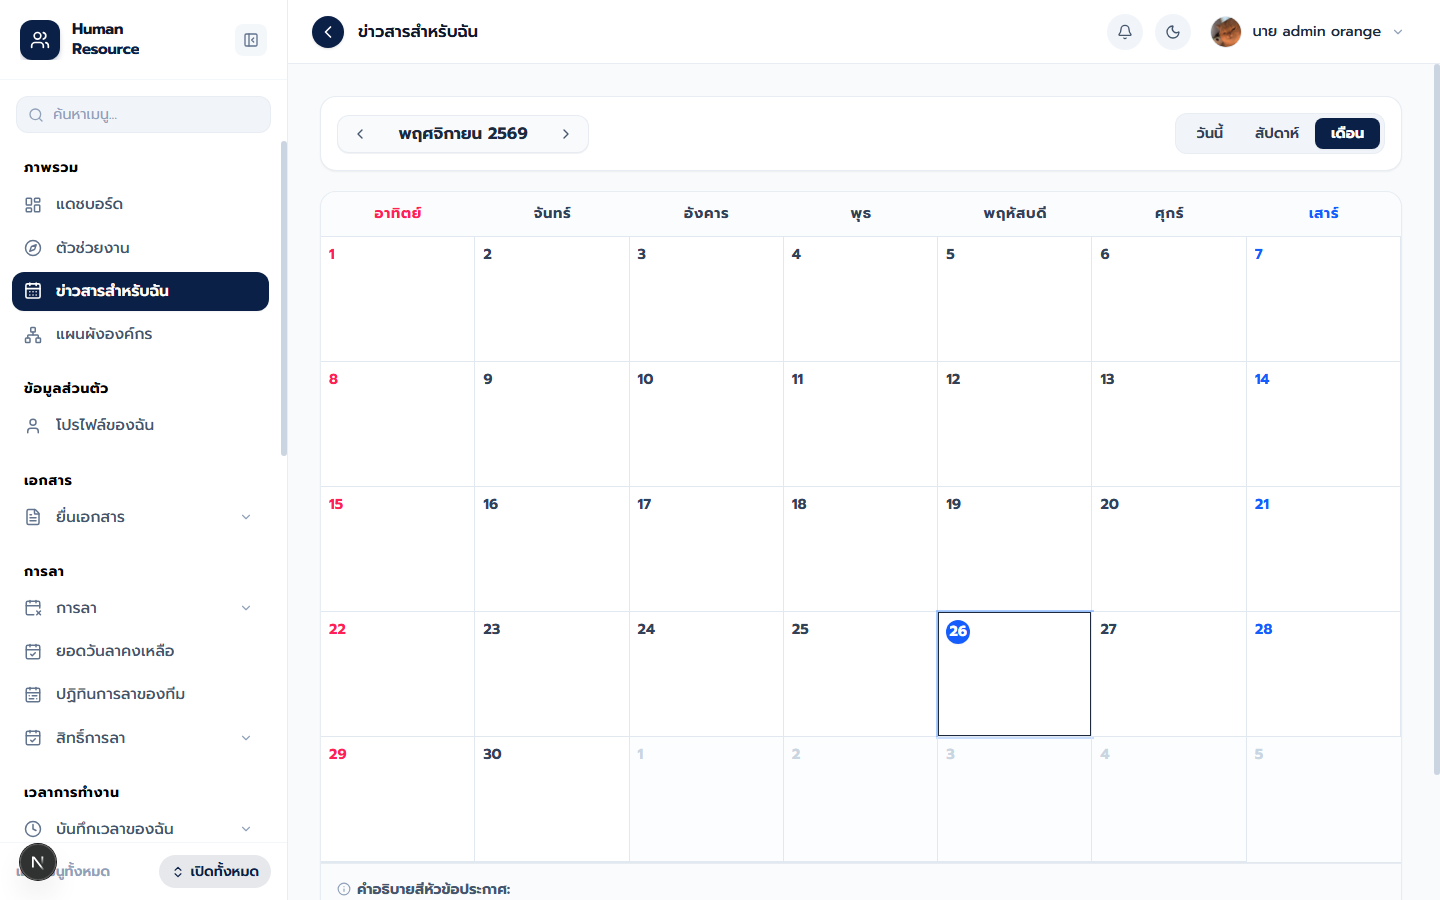 Human
Resource
ค้นหาเมนู...
ภาพรวม
แดชบอร์ด
ตัวช่วยงาน
ข่าวสารสำหรับฉัน
แผนผังองค์กร
ข้อมูลส่วนตัว
โปรไฟล์ของฉัน
เอกสาร
ยื่นเอกสาร
การลา
การลา
ยอดวันลาคงเหลือ
ปฏิทินการลาของทีม
สิทธิ์การลา
เวลาการทำงาน
บันทึกเวลาของฉัน
N
เปิดทั้งหมด
ข่าวสารสำหรับฉัน
นาย admin orange
พฤศจิกายน 2569
วันนี้ สัปดาห์ เดือน
อาทิตย์ จันทร์ อังคาร พุธ พฤหัสบดี ศุกร์ เสาร์
1 2 3 4 5 6 7
8 9 10 11 12 13 14
15 16 17 18 19 20 21
22 23 24 25 26 27 28
29 30 1 2 3 4 5
คำอธิบายสีหัวข้อประกาศ: